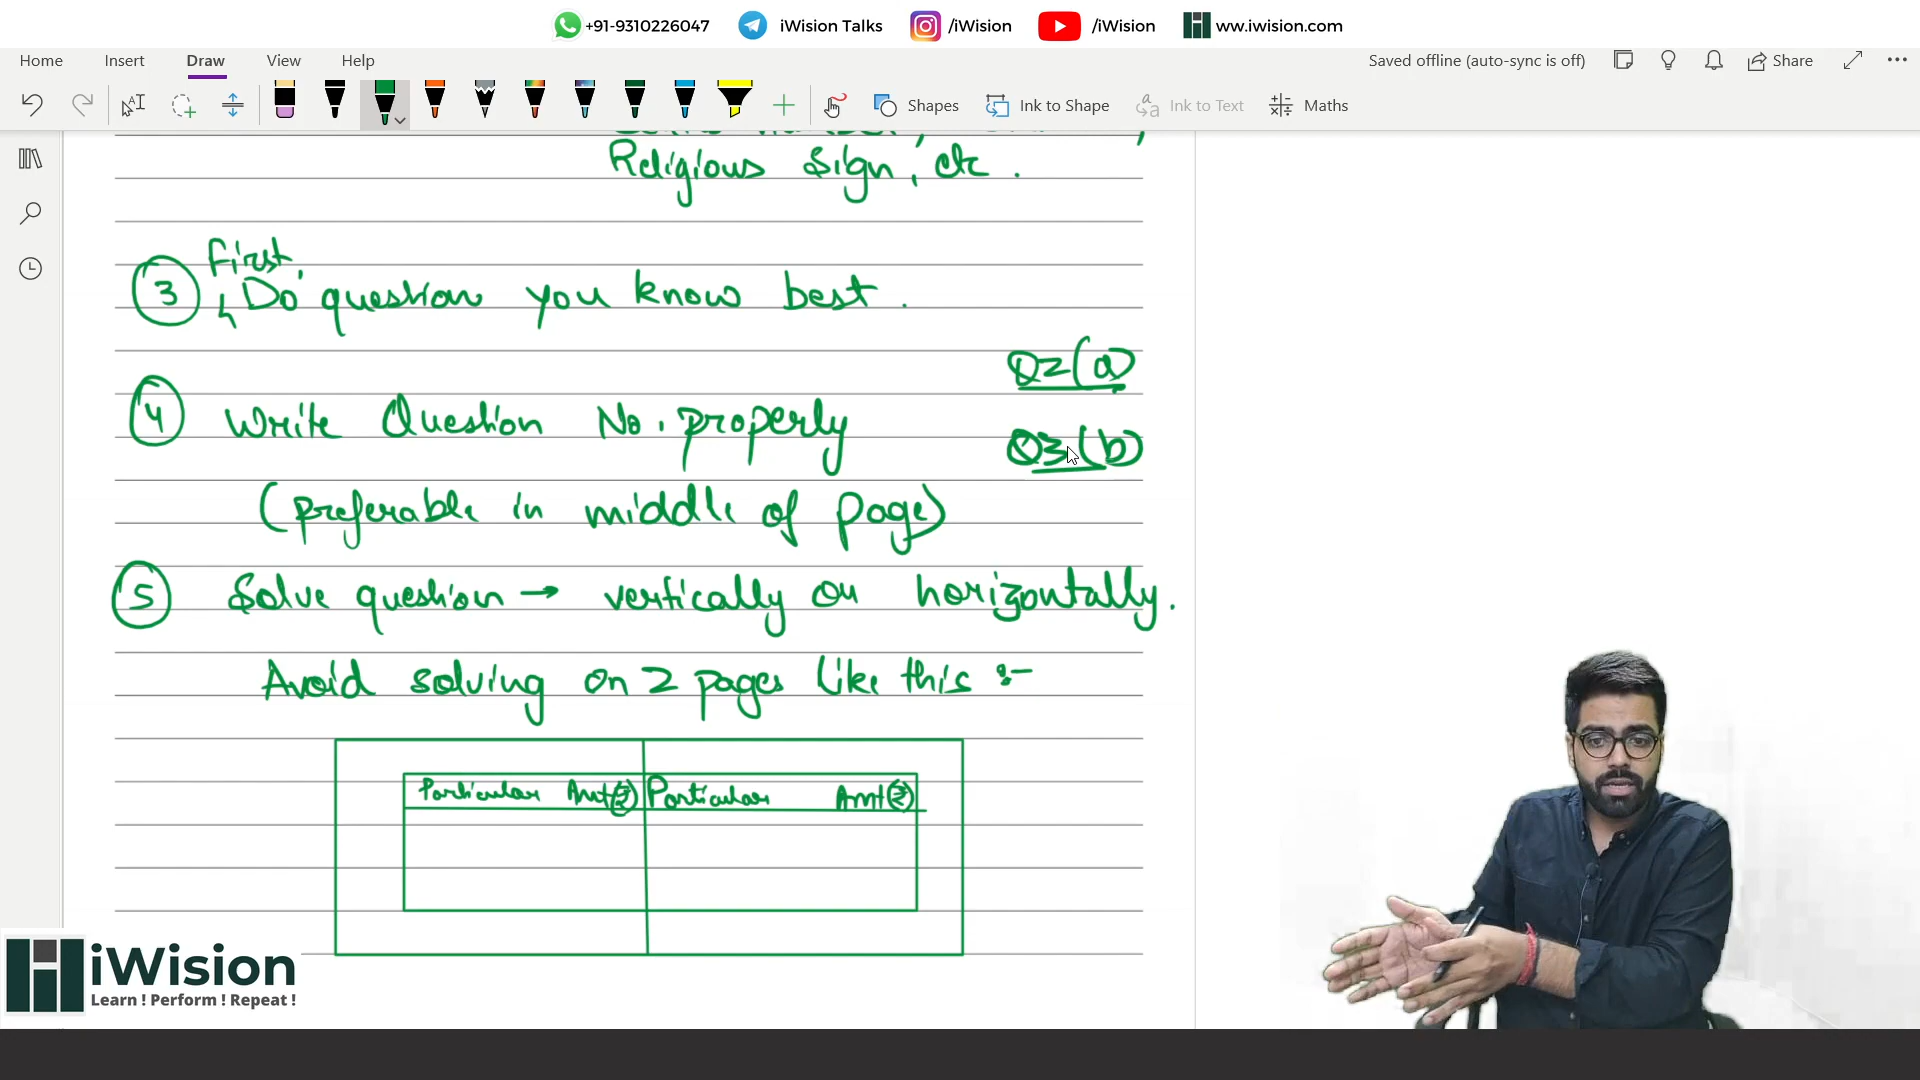 +91-9310226047 iWision Talks /iWision /iWision ww.iwision.com
Home Insert Draw View Help Saved offline (auto-sync is off) Share
Shapes Ink to Shape Ink to Text Maths
Religious Sign, etc.
First
3 Do question you know best.
Q2(a)
4 Write Question No. properly
Q3(b)
(preferable in middle of page)
5 Solve question → vertically or horizontally.
Avoid solving on 2 pages like this :-
Particular Amt(₹) Particular Amt(₹)
iWision
Learn ! Perform ! Repeat !